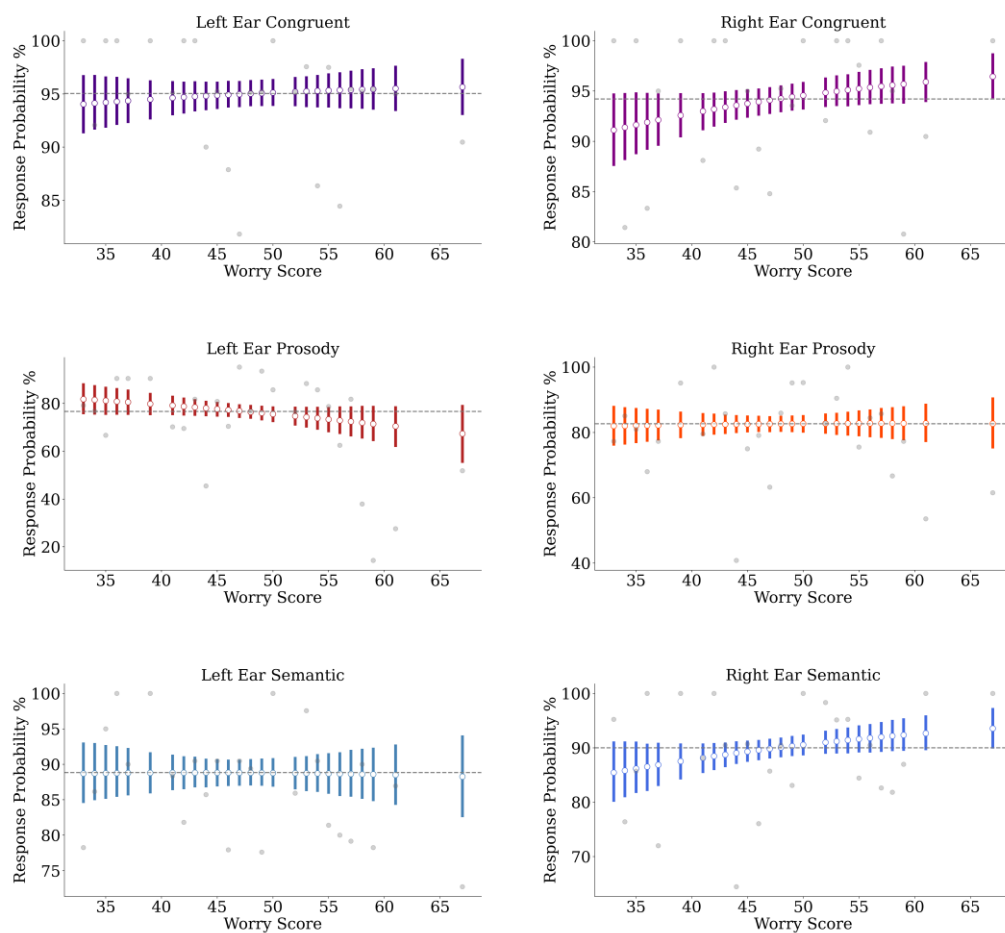 Left Ear Congruent
Response Probability %
100
95
90
85
35 40 45 50 55 60 65
Worry Score
Right Ear Congruent
Response Probability %
100
95
90
85
80
35 40 45 50 55 60 65
Worry Score
Left Ear Prosody
Response Probability %
80
60
40
20
35 40 45 50 55 60 65
Worry Score
Right Ear Prosody
Response Probability %
100
80
60
40
35 40 45 50 55 60 65
Worry Score
Left Ear Semantic
Response Probability %
100
95
90
85
80
75
35 40 45 50 55 60 65
Worry Score
Right Ear Semantic
Response Probability %
100
90
80
70
35 40 45 50 55 60 65
Worry Score